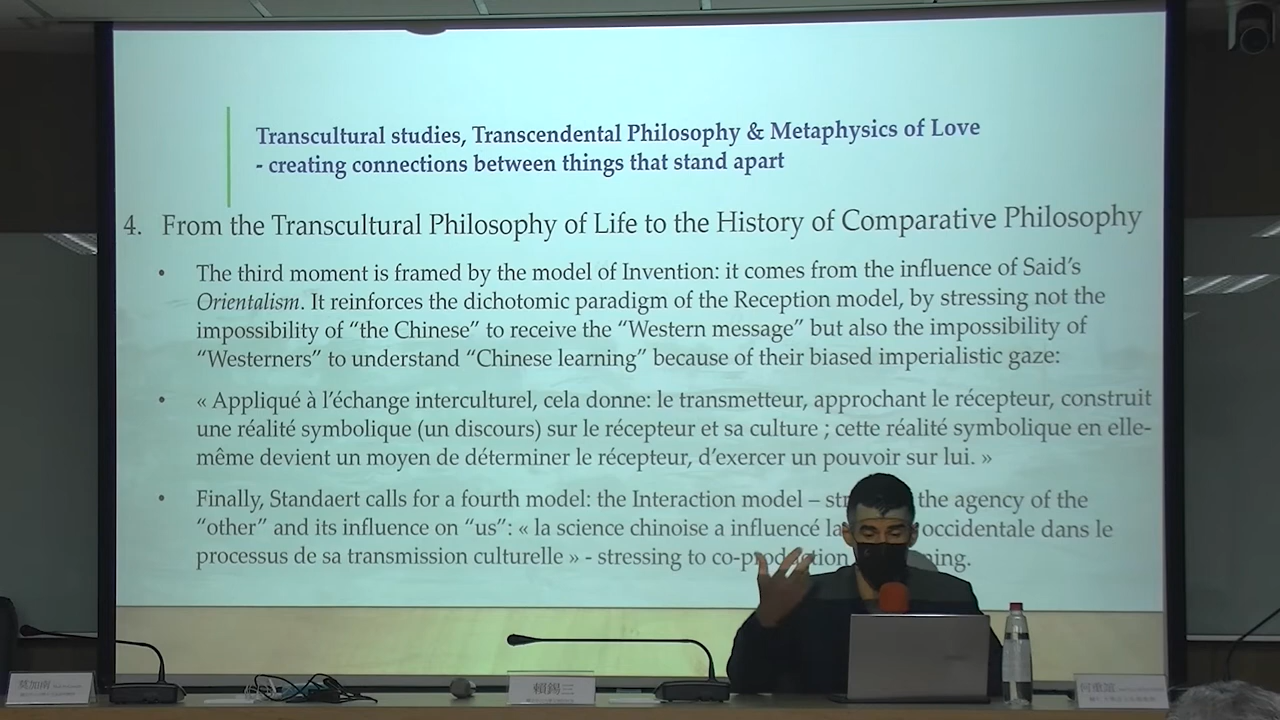 Transcultural studies, Transcendental Philosophy & Metaphysics of Love
- creating connections between things that stand apart
4. From the Transcultural Philosophy of Life to the History of Comparative Philosophy
• The third moment is framed by the model of Invention: it comes from the influence of Said’s
Orientalism. It reinforces the dichotomic paradigm of the Reception model, by stressing not the
impossibility of “the Chinese” to receive the “Western message” but also the impossibility of
“Westerners” to understand “Chinese learning” because of their biased imperialistic gaze:
• « Appliqué à l’échange interculturel, cela donne: le transmetteur, approchant le récepteur, construit
une réalité symbolique (un discours) sur le récepteur et sa culture ; cette réalité symbolique en elle-
même devient un moyen de déterminer le récepteur, d’exercer un pouvoir sur lui. »
• Finally, Standaert calls for a fourth model: the Interaction model – the agency of the
“other” and its influence on “us”: « la science chinoise a influencé la occidentale dans le
processus de sa transmission culturelle » - stressing to co-production
莫加南
賴錫三